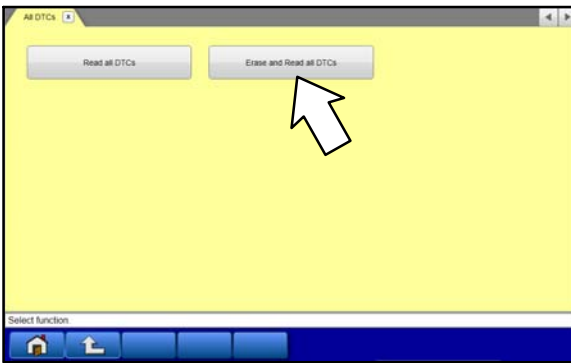 All DTCs x
Read all DTCs Erase and Read all DTCs
Select function